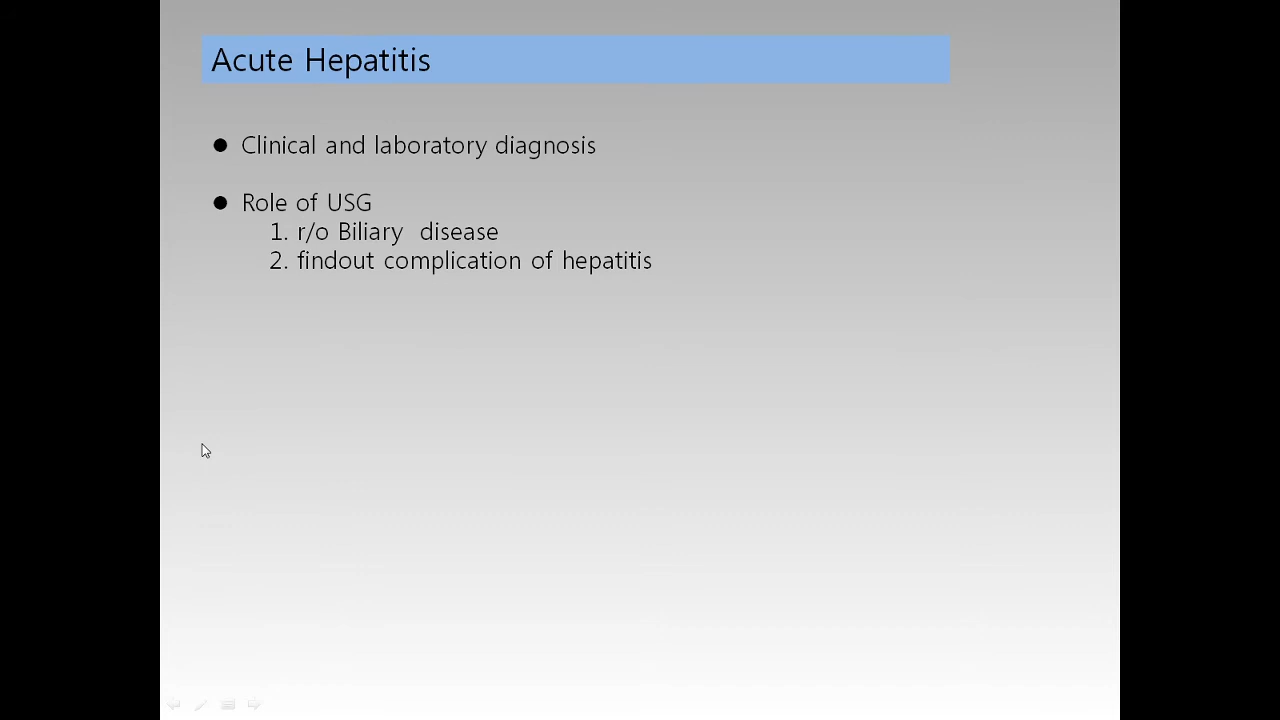 Acute Hepatitis
● Clinical and laboratory diagnosis
● Role of USG
1. r/o Biliary  disease
2. findout complication of hepatitis